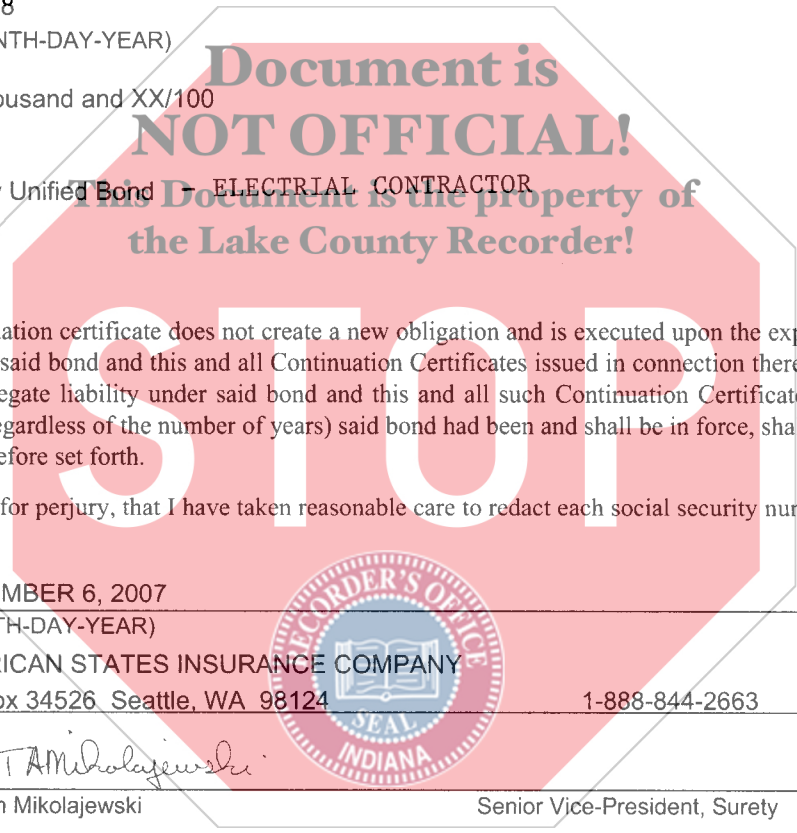 8
NTH-DAY-YEAR)
Document is
ousand and XX/100
NOT OFFICIAL!
Unified Bond - ELECTRIAL CONTRACTOR
This Document is the property of
the Lake County Recorder!
STOP
uation certificate does not create a new obligation and is executed upon the exp
said bond and this and all Continuation Certificates issued in connection there
egate liability under said bond and this and all such Continuation Certificate
egardless of the number of years) said bond had been and shall be in force, sha
efore set forth.
for perjury, that I have taken reasonable care to redact each social security nur
MBER 6, 2007
TH-DAY-YEAR)
RICAN STATES INSURANCE COMPANY
ox 34526 Seattle, WA 98124 1-888-844-2663
RECORDER'S OFFICE
SEAL
INDIANA
TAMikolajewski
n Mikolajewski Senior Vice-President, Surety